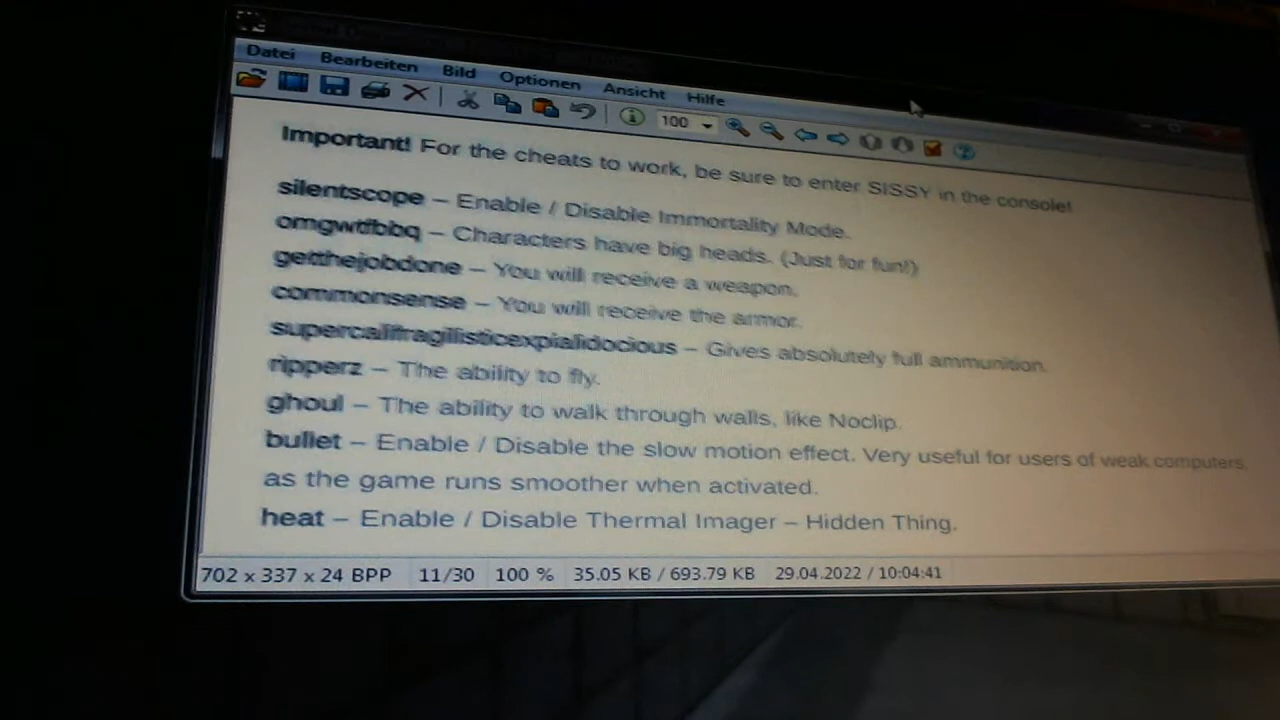 Datei Bearbeiten Bild Optionen Ansicht Hilfe
100
Important! For the cheats to work, be sure to enter SISSY in the console!
silentscope – Enable / Disable Immortality Mode.
omgwtfbbq – Characters have big heads. (Just for fun!)
getthejobdone – You will receive a weapon.
commonsense – You will receive the armor.
supercalifragilisticexpialidocious – Gives absolutely full ammunition.
ripperz – The ability to fly.
ghoul – The ability to walk through walls, like Noclip.
bullet – Enable / Disable the slow motion effect. Very useful for users of weak computers,
as the game runs smoother when activated.
heat – Enable / Disable Thermal Imager – Hidden Thing.
702 x 337 x 24 BPP 11/30 100 % 35.05 KB / 693.79 KB 29.04.2022 / 10:04:41